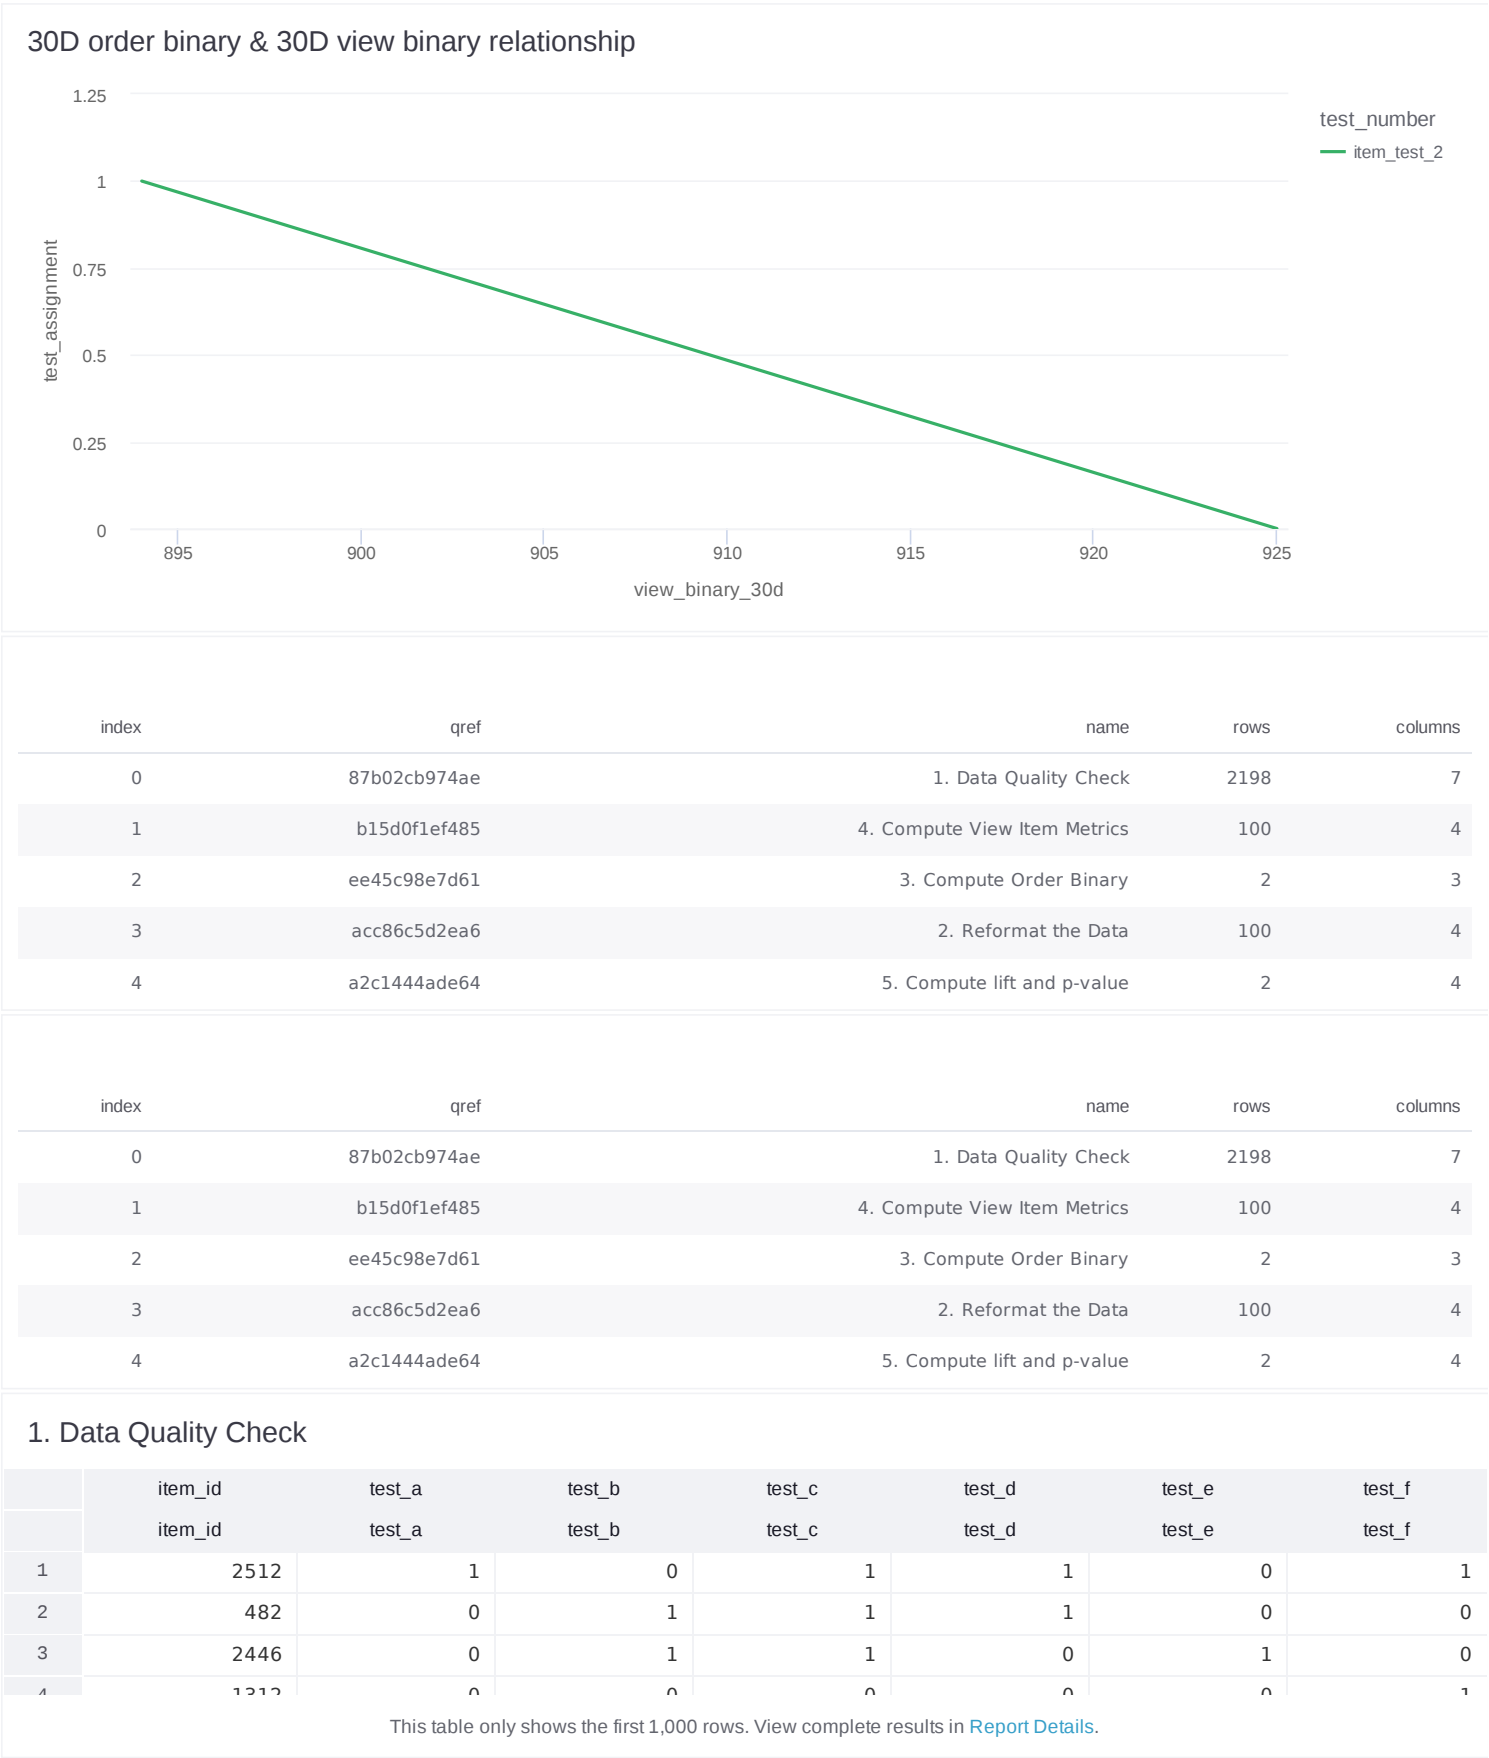 30D order binary & 30D view binary relationship
1.25
1
0.75
0.5
0.25
0
test_assignment
895 900 905 910 915 920 925
view_binary_30d
test_number
item_test_2
index qref name rows columns
0 87b02cb974ae 1. Data Quality Check 2198 7
1 b15d0f1ef485 4. Compute View Item Metrics 100 4
2 ee45c98e7d61 3. Compute Order Binary 2 3
3 acc86c5d2ea6 2. Reformat the Data 100 4
4 a2c1444ade64 5. Compute lift and p-value 2 4
index qref name rows columns
0 87b02cb974ae 1. Data Quality Check 2198 7
1 b15d0f1ef485 4. Compute View Item Metrics 100 4
2 ee45c98e7d61 3. Compute Order Binary 2 3
3 acc86c5d2ea6 2. Reformat the Data 100 4
4 a2c1444ade64 5. Compute lift and p-value 2 4
1. Data Quality Check
item_id test_a test_b test_c test_d test_e test_f
item_id test_a test_b test_c test_d test_e test_f
1 2512 1 0 1 1 0 1
2 482 0 1 1 1 0 0
3 2446 0 1 1 0 1 0
4 1312 0 0 0 0 0 1
This table only shows the first 1,000 rows. View complete results in Report Details.